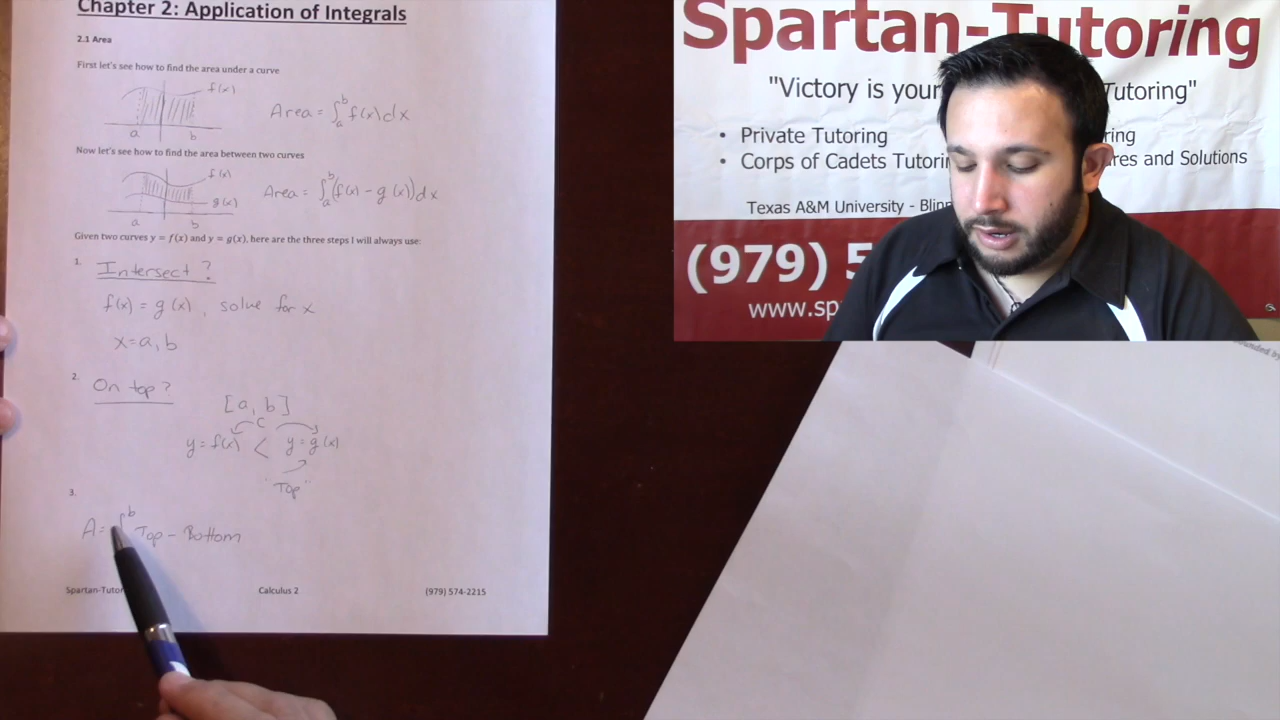 Chapter 2: Application of Integrals
2.1 Area
First let's see how to find the area under a curve
f(x)
a b
Area = ∫ₐᵇ f(x)dx
Now let's see how to find the area between two curves
f(x)
g(x)
a b
Area = ∫ₐᵇ (f(x) - g(x))dx
Given two curves y = f(x) and y = g(x), here are the three steps I will always use:
1. Intersect?
f(x) = g(x), solve for x
x = a, b
2. On top?
[a, b]
c
y = f(x) < y = g(x)
"Top"
3.
A = ∫ᵇ Top - Bottom
Spartan-Tutor
Calculus 2
(979) 574-2215
Spartan-Tutoring
"Victory is your Tutoring"
• Private Tutoring
• Corps of Cadets
and Solutions
Texas A&M University - Blinn
(979) 5
www.sp